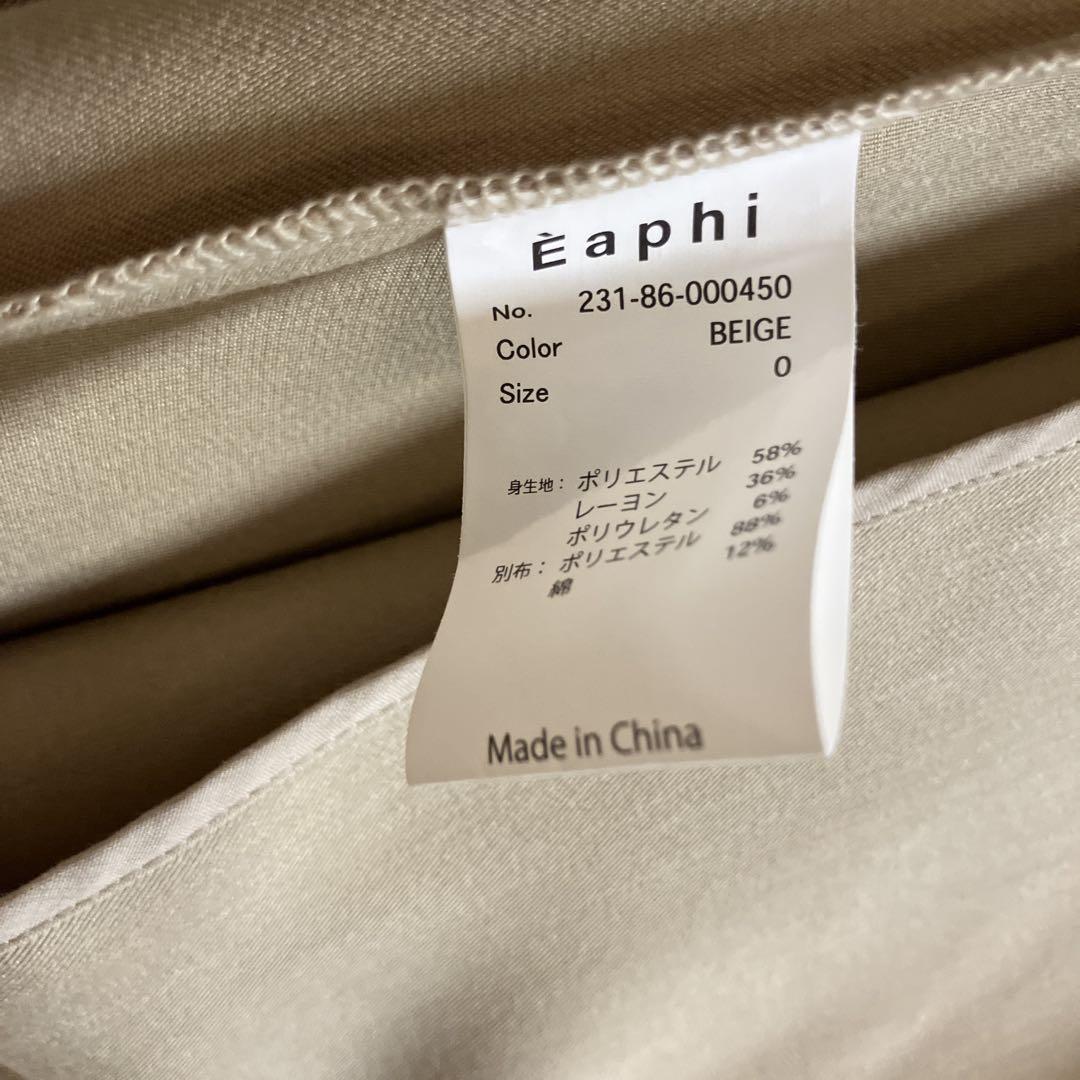 Èaphi
No. 231-86-000450
Color BEIGE
Size 0
身生地： ポリエステル 58%
レーヨン 36%
ポリウレタン 6%
別布： ポリエステル 88%
綿 12%
Made in China